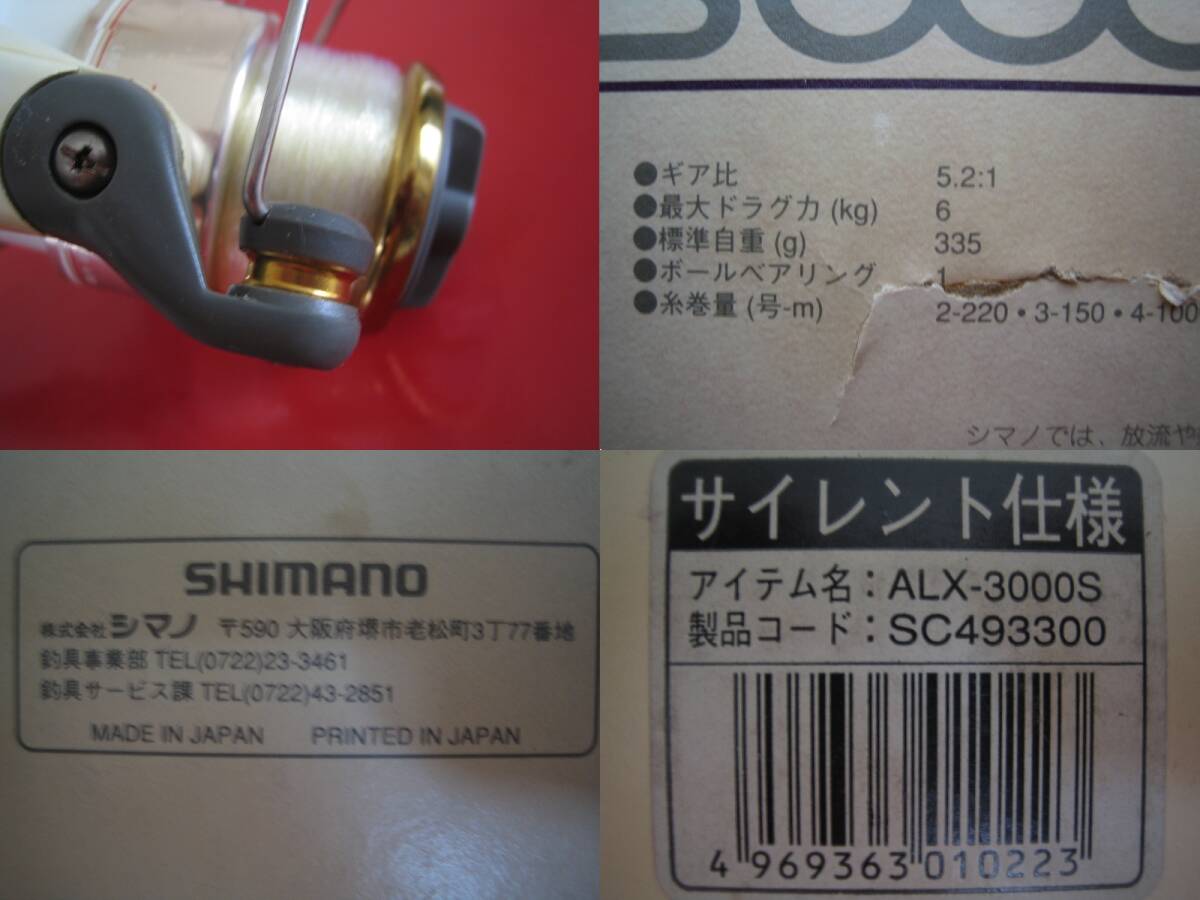 ●ギア比 5.2:1
●最大ドラグ力 (kg) 6
●標準自重 (g) 335
●ボールベアリング 1
●糸巻量 (号-m) 2-220・3-150・4-100
シマノでは、放流や
SHIMANO
株式会社 シマノ 〒590 大阪府堺市老松町3丁77番地
釣具事業部 TEL(0722)23-3461
釣具サービス課 TEL(0722)43-2851
MADE IN JAPAN PRINTED IN JAPAN
サイレント仕様
アイテム名：ALX-3000S
製品コード：SC493300
4 969363 010223